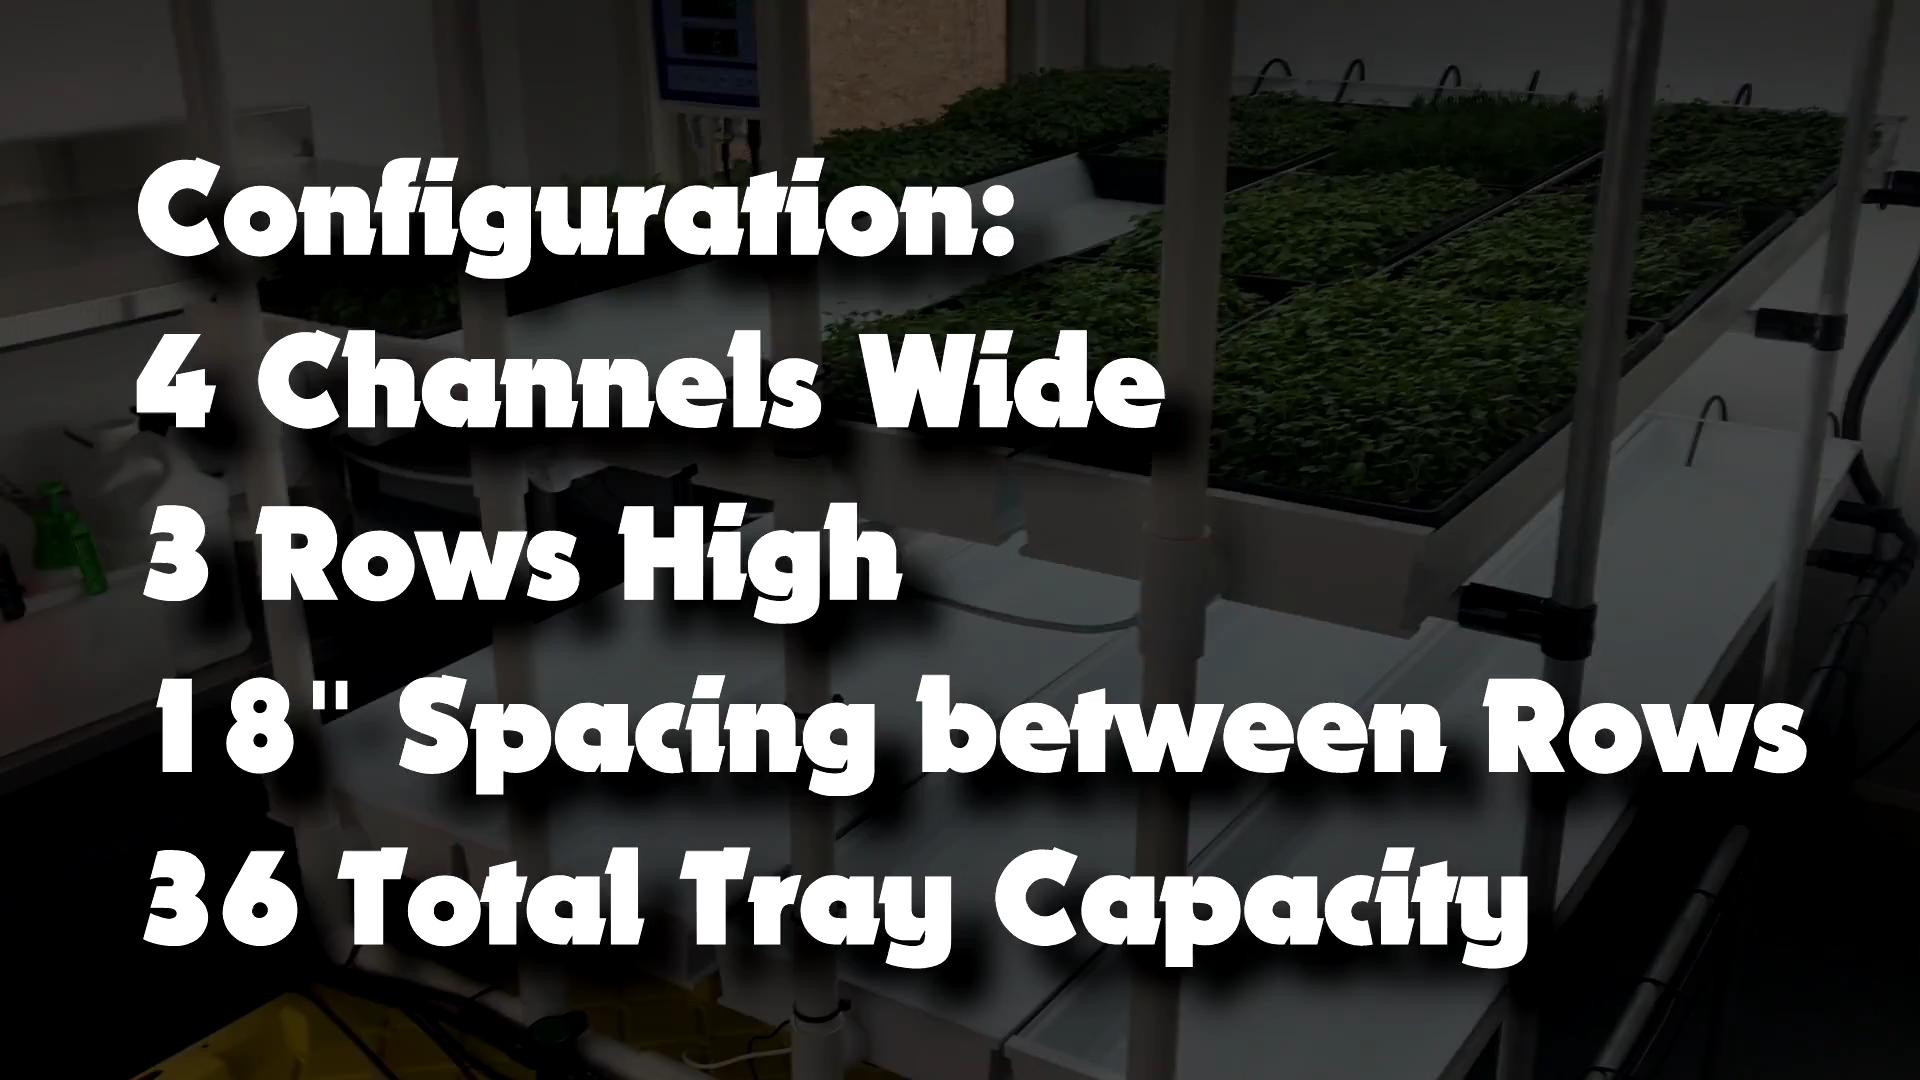 Configuration:
4 Channels Wide
3 Rows High
18" Spacing between Rows
36 Total Tray Capacity